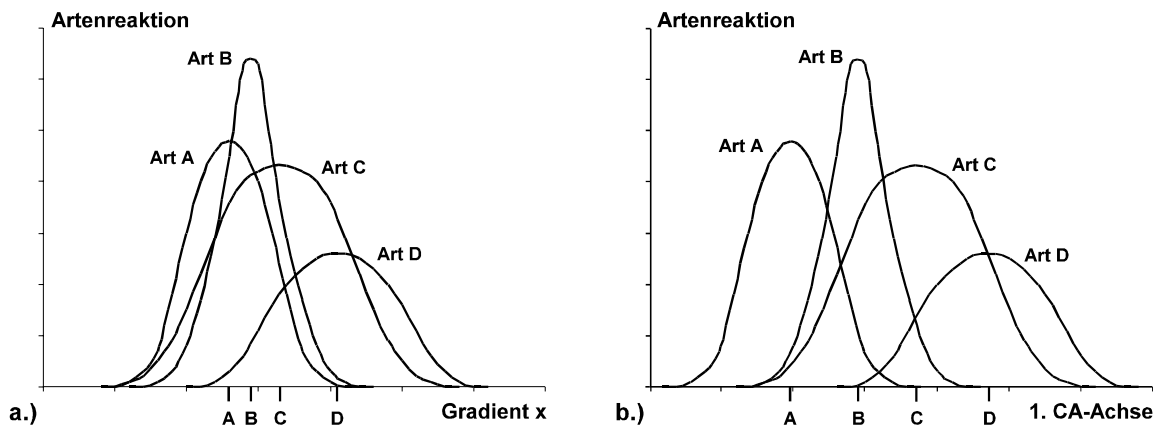 Artenreaktion
Art B
Art A
Art C
Art D
A B C D
Gradient x
a.)
Artenreaktion
Art B
Art A
Art C
Art D
A B C D
1. CA-Achse
b.)